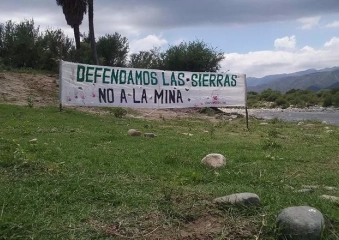 DEFENDAMOS LAS • SIERRAS
NO A LA MINA